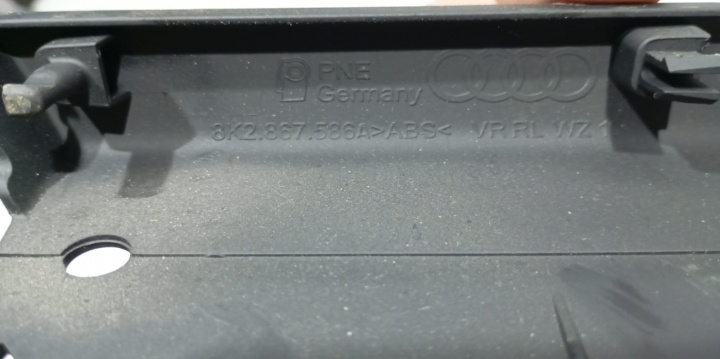 PNE
Germany
8K2.867.586A>ABS< VR RL WZ 1